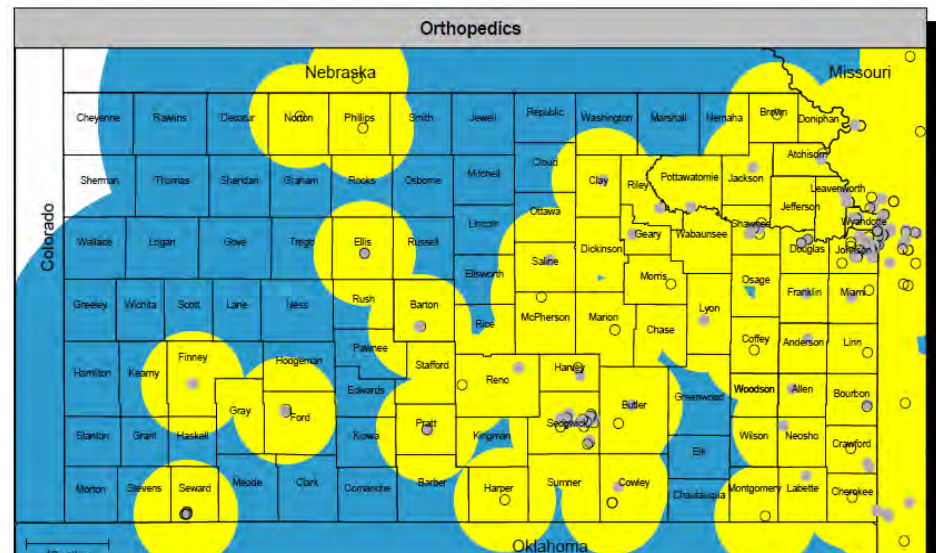 Orthopedics
Nebraska
Missouri
Colorado
Cheyenne Rawlins Decatur Norton Phillips Smith Jewell Republic Washington Marshall Nemaha Brown Doniphan
Atchison
Sherman Thomas Sheridan Graham Rooks Osborne Mitchell Cloud Clay Riley Pottawatomie Jackson
Leavenworth
Jefferson
Wyandotte
Ottawa
Lincoln
Wallace Logan Gove Trego Ellis Russell
Saline Dickinson Geary Wabaunsee Shawnee Douglas Johnson
Ellsworth
Morris Osage
Greeley Wichita Scott Lane Ness Rush Barton Rice McPherson Marion Chase Lyon Franklin Miami
Coffey Anderson Linn
Pawnee
Hamilton Kearny Finney Hodgeman Stafford Reno Harvey
Edwards
Gray Ford
Butler Greenwood Woodson Allen Bourbon
Stanton Grant Haskell Kiowa Pratt Kingman Sedgwick
Elk Wilson Neosho Crawford
Morton Stevens Seward Meade Clark Comanche Barber Harper Sumner Cowley Chautauqua Montgomery Labette Cherokee
Oklahoma